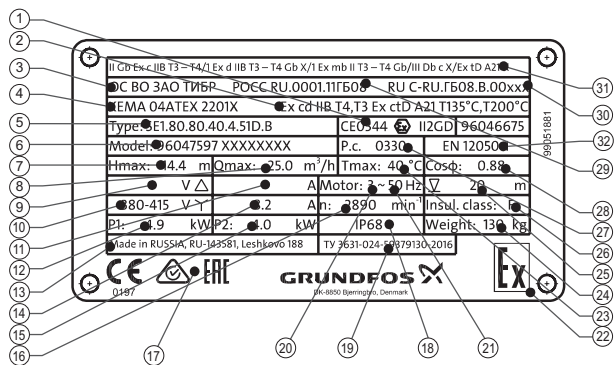 II Gb Ex c IIB T3 – T4/1 Ex d IIB T3 – T4 Gb X/1 Ex mb II T3 – T4 Gb/III Db c X/Ex tD A21
ОС ВО ЗАО ТИБР РОСС RU.0001.11ГБ08 RU C-RU.ГБ08.В.00xxx
KEMA 04ATEX 2201X Ex cd IIB T4,T3 Ex ctD A21 T135°C,T200°C
Type: SE1.80.80.40.4.51D.B CE0344 Ex II2GD 96046675
Model: 96047597 XXXXXXXX P.c. 0330 EN 12050
Hmax: 14.4 m Qmax: 25.0 m³/h Tmax: 40 °C Cosφ: 0.88
V △ A Motor: 3 ~ 50 Hz 20 m
380-415 V A n: 2890 min⁻¹ Insul. class: F
P1: 4.9 kW P2: 4.0 kW IP68 Weight: 130 kg
Made in RUSSIA, RU-143581, Leshkovo 188 ТУ 3631-024-59379130-2016
CE 0197 EAC GRUNDFOS Ex
DK-8850 Bjerringbro, Denmark
99051881
1
2
3
4
5
6
7
8
9
10
11
12
13
14
15
16
17
20
19
18
21
22
23
24
25
26
27
28
32
29
30
31